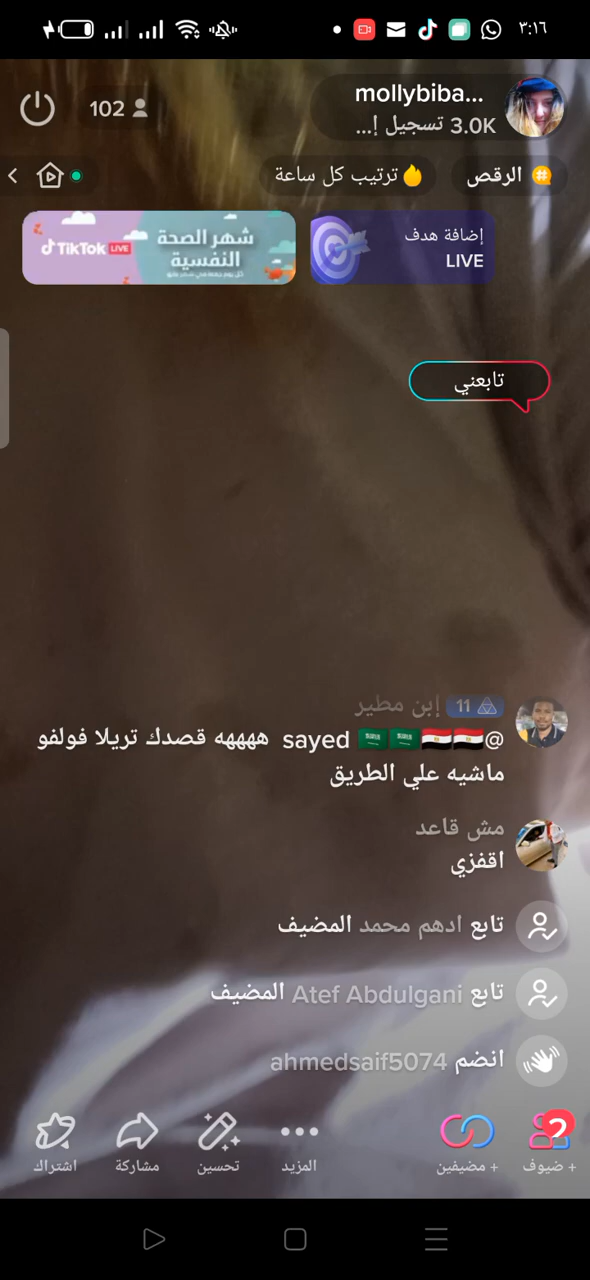 ٣:١٦
mollybiba...
3.0K تسجيل إ...
102
الرقص
ترتيب كل ساعة
إضافة هدف
LIVE
شهر الصحة
النفسية
TikTok LIVE
تابعني
11 إبن مطير
@🇪🇬🇪🇬🇸🇦🇸🇦 sayed ههههه قصدك تريلا فولفو
ماشيه علي الطريق
مش قاعد
اقفزي
تابع ادهم محمد المضيف
تابع Atef Abdulgani المضيف
انضم ahmedsaif5074
+ ضيوف
+ مضيفين
المزيد
تحسين
مشاركة
اشتراك